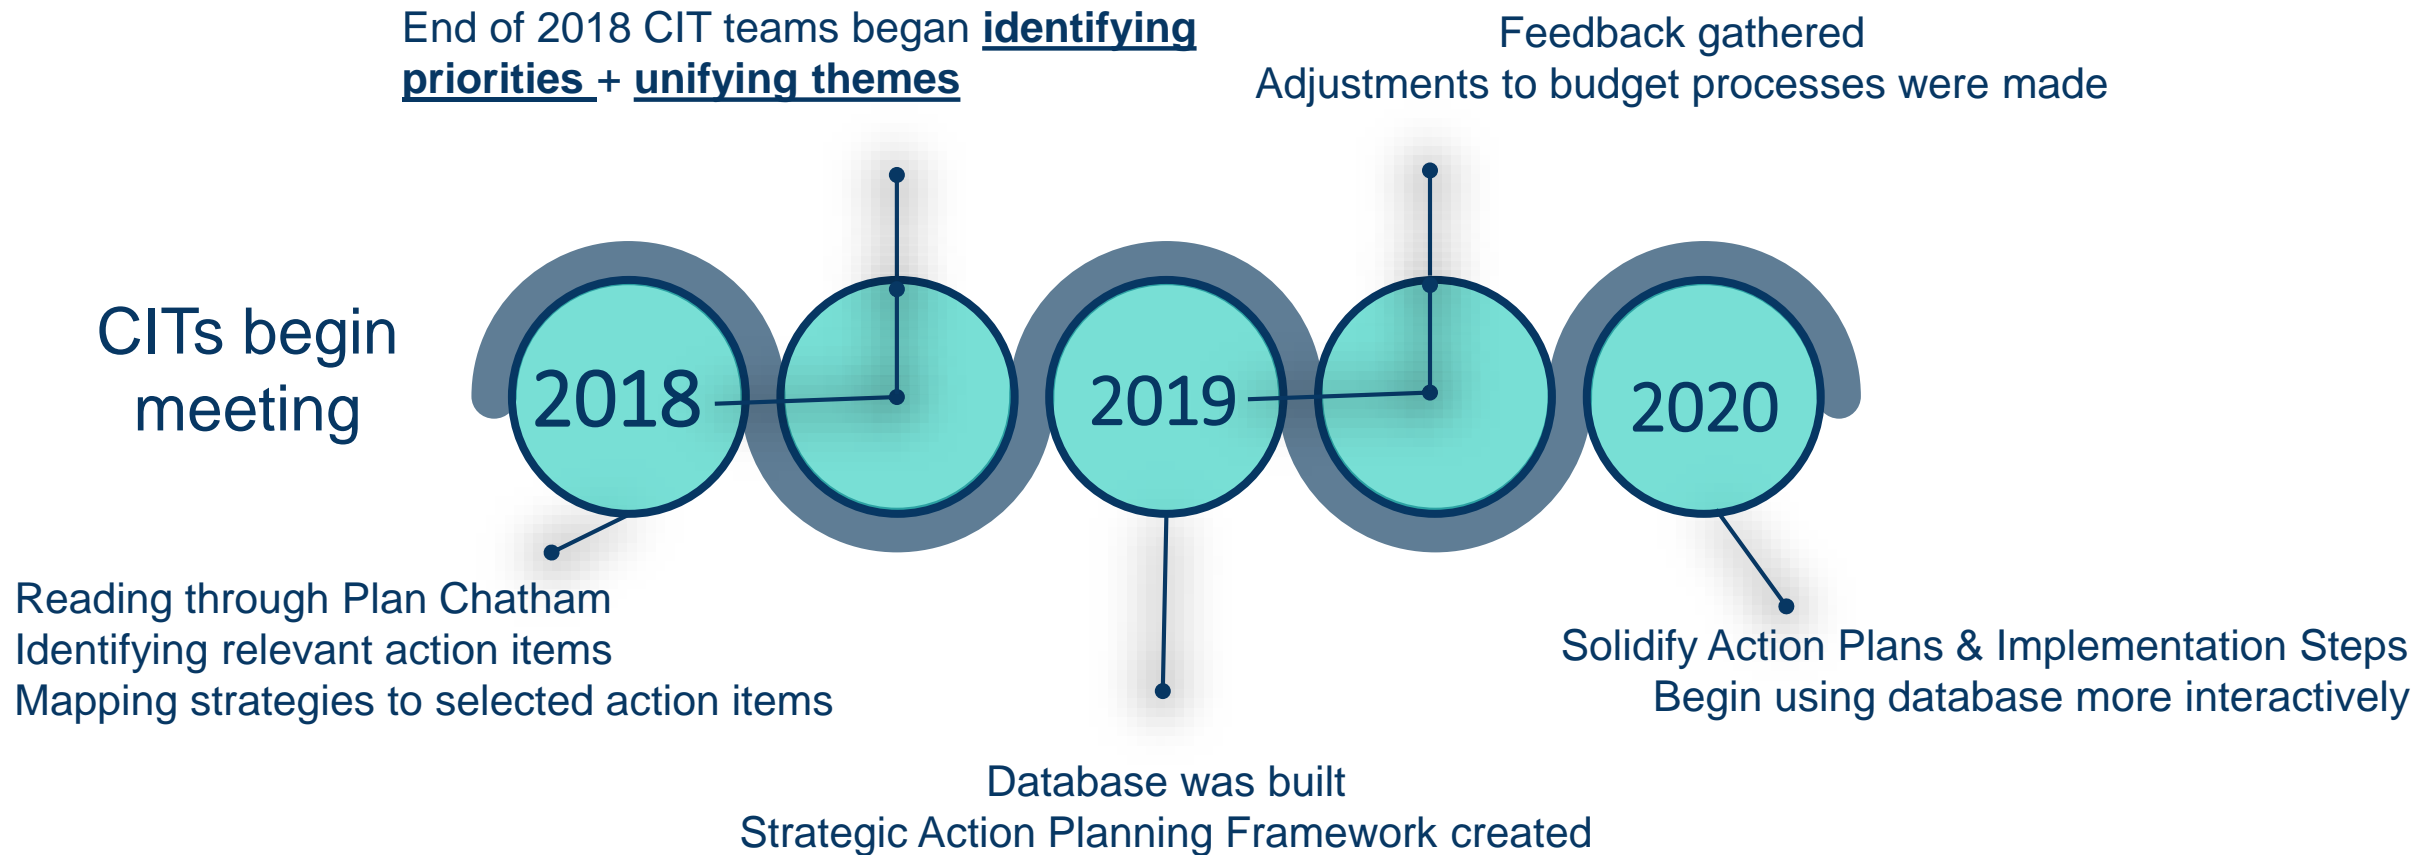 End of 2018 CIT teams began identifying
priorities + unifying themes
Feedback gathered
Adjustments to budget processes were made
CITs begin
meeting
2018
2019
2020
Reading through Plan Chatham
Identifying relevant action items
Mapping strategies to selected action items
Database was built
Strategic Action Planning Framework created
Solidify Action Plans & Implementation Steps
Begin using database more interactively